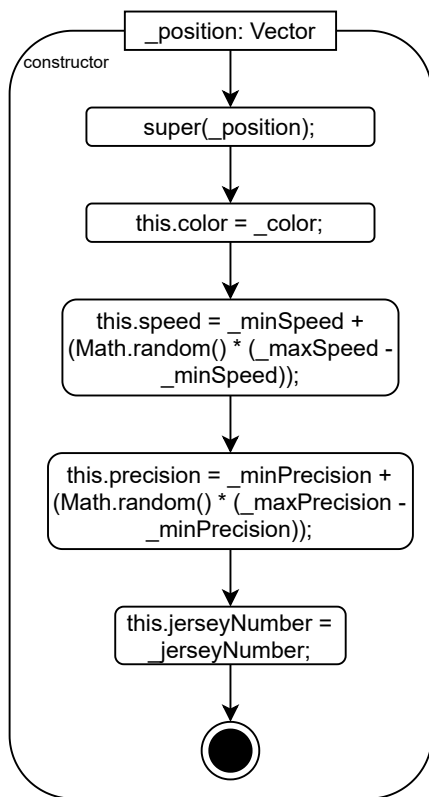 _position: Vector
constructor
super(_position);
this.color = _color;
this.speed = _minSpeed +
(Math.random() * (_maxSpeed -
_minSpeed));
this.precision = _minPrecision +
(Math.random() * (_maxPrecision -
_minPrecision));
this.jerseyNumber =
_jerseyNumber;